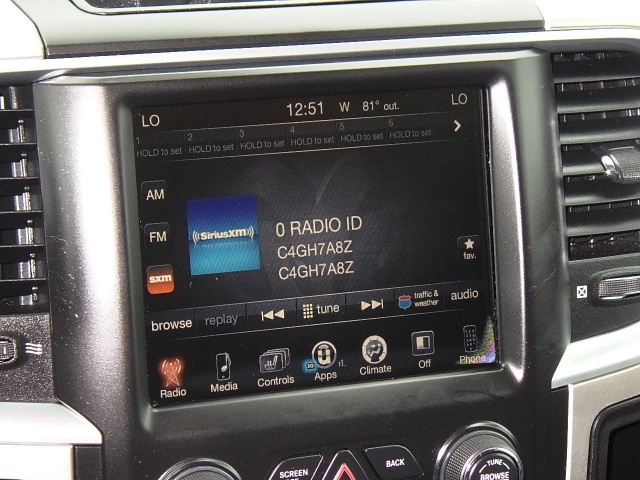 LO 12:51 W 81° out. LO
1 2 3 4 5 6
HOLD to set HOLD to set HOLD to set HOLD to set HOLD to set HOLD to set
AM
((SiriusXM))
0 RADIO ID
FM
C4GH7A8Z
fav.
sxm
C4GH7A8Z
browse replay tune traffic & weather audio
Radio Media Controls Apps Climate Off Phone
SCREEN
BACK
TUNE
BROWSE